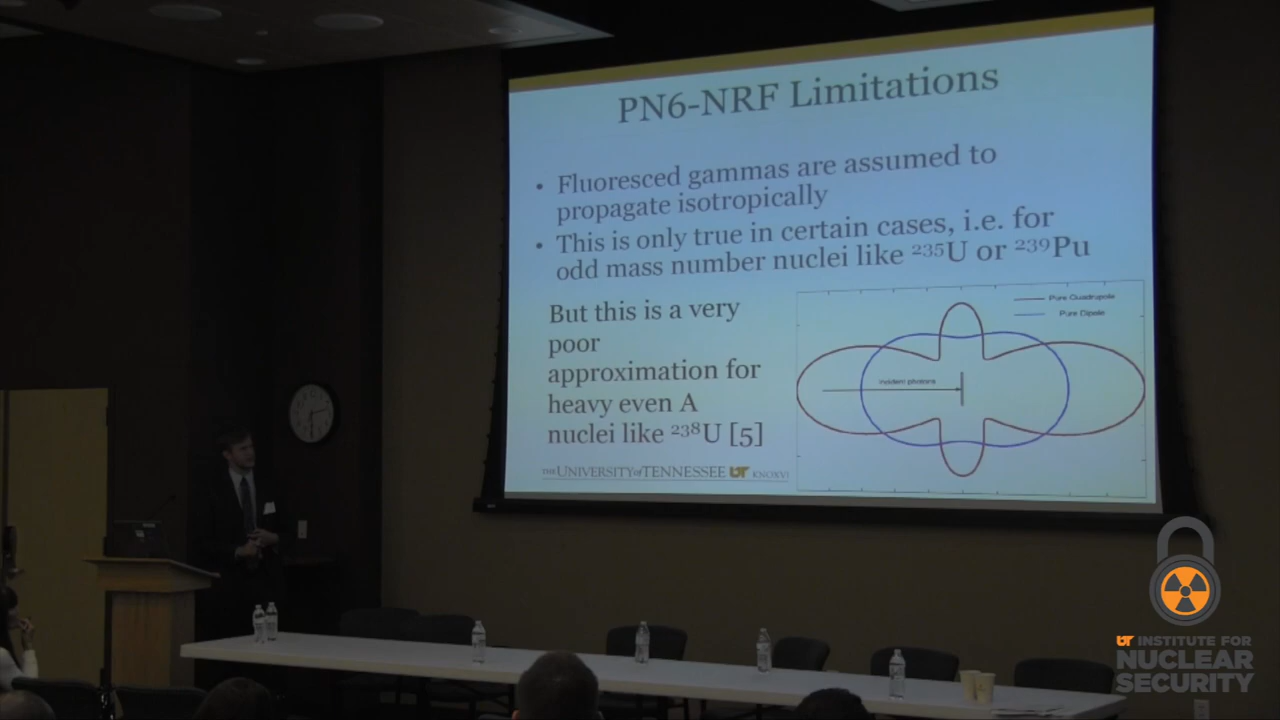 PN6-NRF Limitations
• Fluoresced gammas are assumed to
propagate isotropically
• This is only true in certain cases, i.e. for
odd mass number nuclei like ²³⁵U or ²³⁹Pu
But this is a very
poor
approximation for
heavy even A
nuclei like ²³⁸U [5]
Pure Quadrupole
Pure Dipole
incident photons
THE UNIVERSITY of TENNESSEE UT KNOXVI
UT INSTITUTE FOR
NUCLEAR
SECURITY